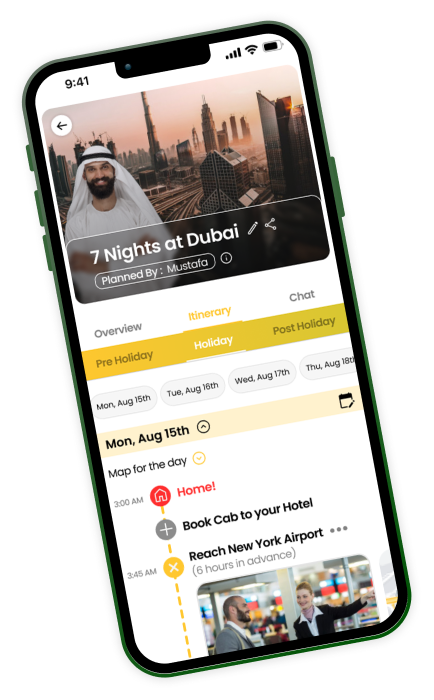 9:41
7 Nights at Dubai
Planned By : Mustafa
Overview Itinerary Chat
Pre Holiday Holiday Post Holiday
Mon, Aug 15th Tue, Aug 16th Wed, Aug 17th Thu, Aug 18th
Mon, Aug 15th
Map for the day
3:00 AM Home!
Book Cab to your Hotel
3:45 AM Reach New York Airport
(6 hours in advance)